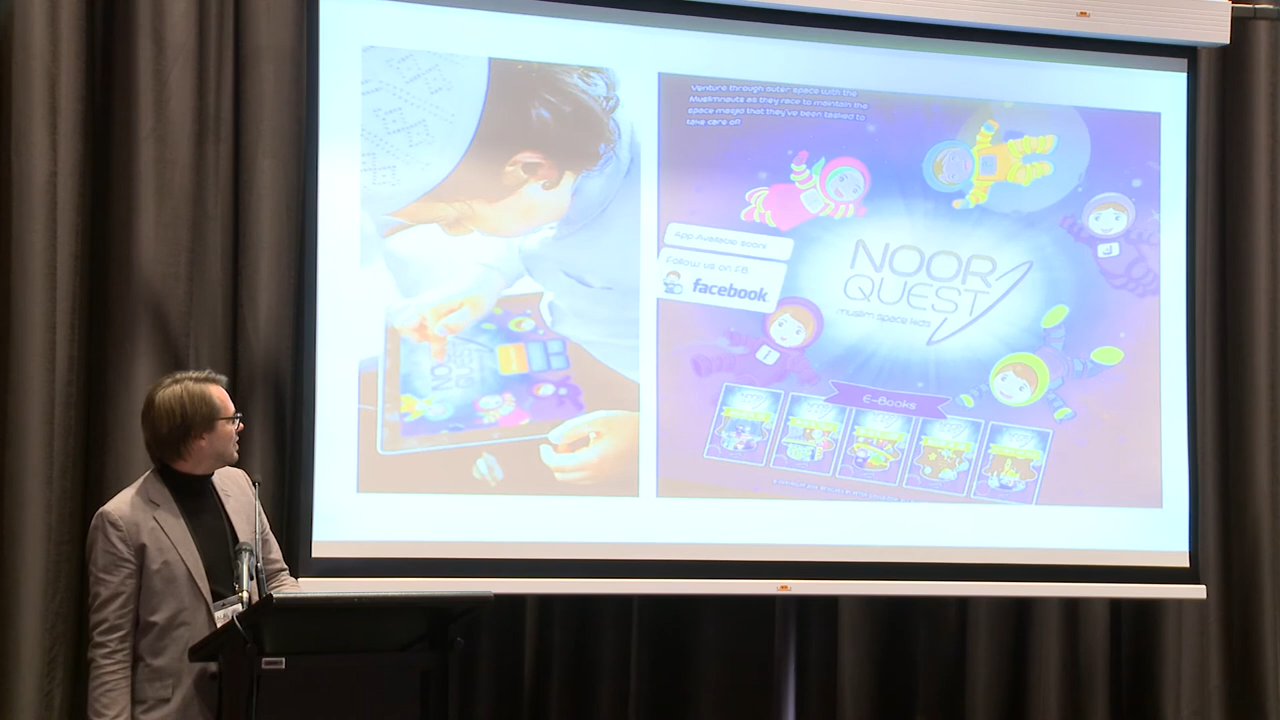 Venture through outer space with the
Muslimnauts as they race to maintain the
space masjid that they've been tasked to
take care of!
App Available soon!
Follow us on FB
facebook
NOOR
QUEST
muslim space kids
E-Books
NOOR
QUEST